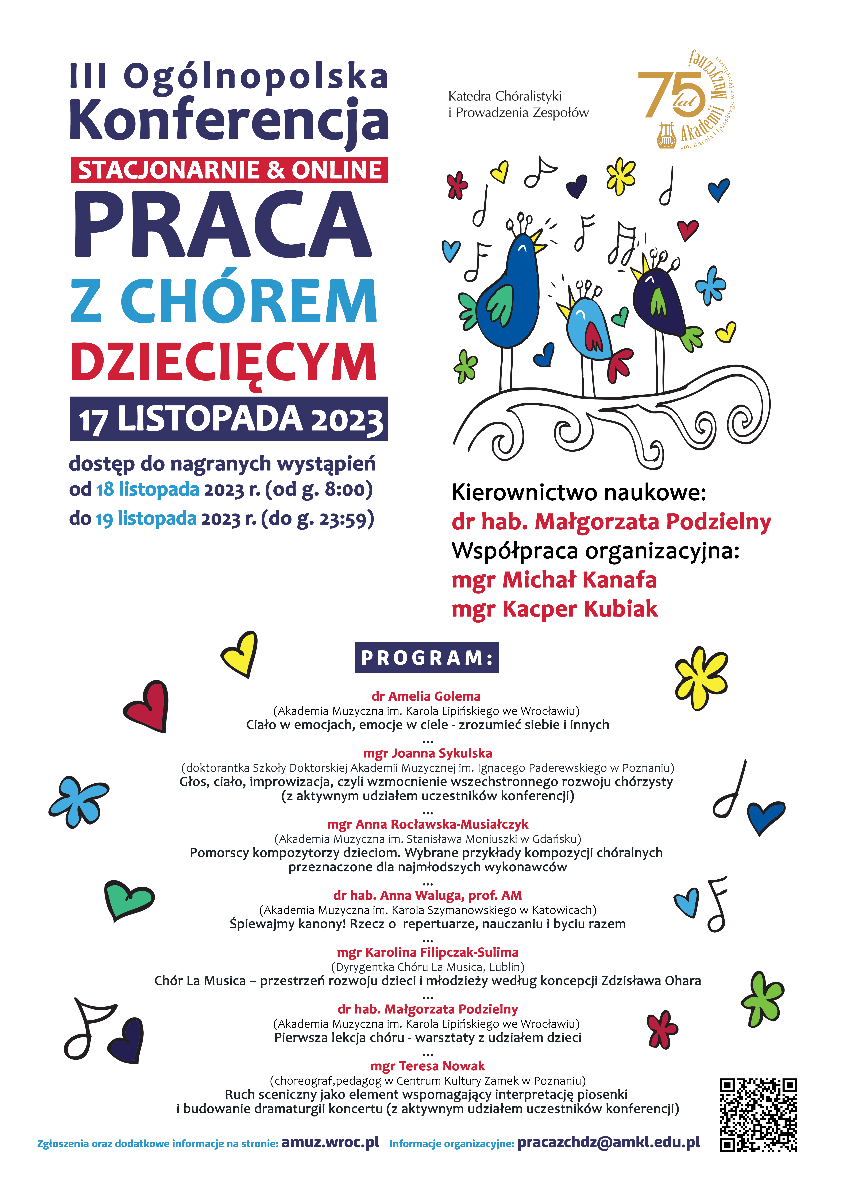 III Ogólnopolska
Konferencja
STACJONARNIE & ONLINE
PRACA
Z CHÓREM
DZIECIĘCYM
17 LISTOPADA 2023
dostęp do nagranych wystąpień
od 18 listopada 2023 r. (od g. 8:00)
do 19 listopada 2023 r. (do g. 23:59)
Katedra Chóralistyki
i Prowadzenia Zespołów
75 lat
Akademii Muzycznej
Kierownictwo naukowe:
dr hab. Małgorzata Podzielny
Współpraca organizacyjna:
mgr Michał Kanafa
mgr Kacper Kubiak
PROGRAM:
dr Amelia Golema
(Akademia Muzyczna im. Karola Lipińskiego we Wrocławiu)
Ciało w emocjach, emocje w ciele - zrozumieć siebie i innych
...
mgr Joanna Sykulska
(doktorantka Szkoły Doktorskiej Akademii Muzycznej im. Ignacego Paderewskiego w Poznaniu)
Głos, ciało, improwizacja, czyli wzmocnienie wszechstronnego rozwoju chórzysty
(z aktywnym udziałem uczestników konferencji)
...
mgr Anna Rocławska-Musiałczyk
(Akademia Muzyczna im. Stanisława Moniuszki w Gdańsku)
Pomorscy kompozytorzy dzieciom. Wybrane przykłady kompozycji chóralnych
przeznaczone dla najmłodszych wykonawców
...
dr hab. Anna Waluga, prof. AM
(Akademia Muzyczna im. Karola Szymanowskiego w Katowicach)
Śpiewajmy kanony! Rzecz o repertuarze, nauczaniu i byciu razem
...
mgr Karolina Filipczak-Sulima
(Dyrygentka Chóru La Musica, Lublin)
Chór La Musica – przestrzeń rozwoju dzieci i młodzieży według koncepcji Zdzisława Ohara
...
dr hab. Małgorzata Podzielny
(Akademia Muzyczna im. Karola Lipińskiego we Wrocławiu)
Pierwsza lekcja chóru - warsztaty z udziałem dzieci
...
mgr Teresa Nowak
(choreograf,pedagog w Centrum Kultury Zamek w Poznaniu)
Ruch sceniczny jako element wspomagający interpretację piosenki
i budowanie dramaturgii koncertu (z aktywnym udziałem uczestników konferencji)
Zgłoszenia oraz dodatkowe informacje na stronie: amuz.wroc.pl Informacje organizacyjne: pracazchdz@amkl.edu.pl